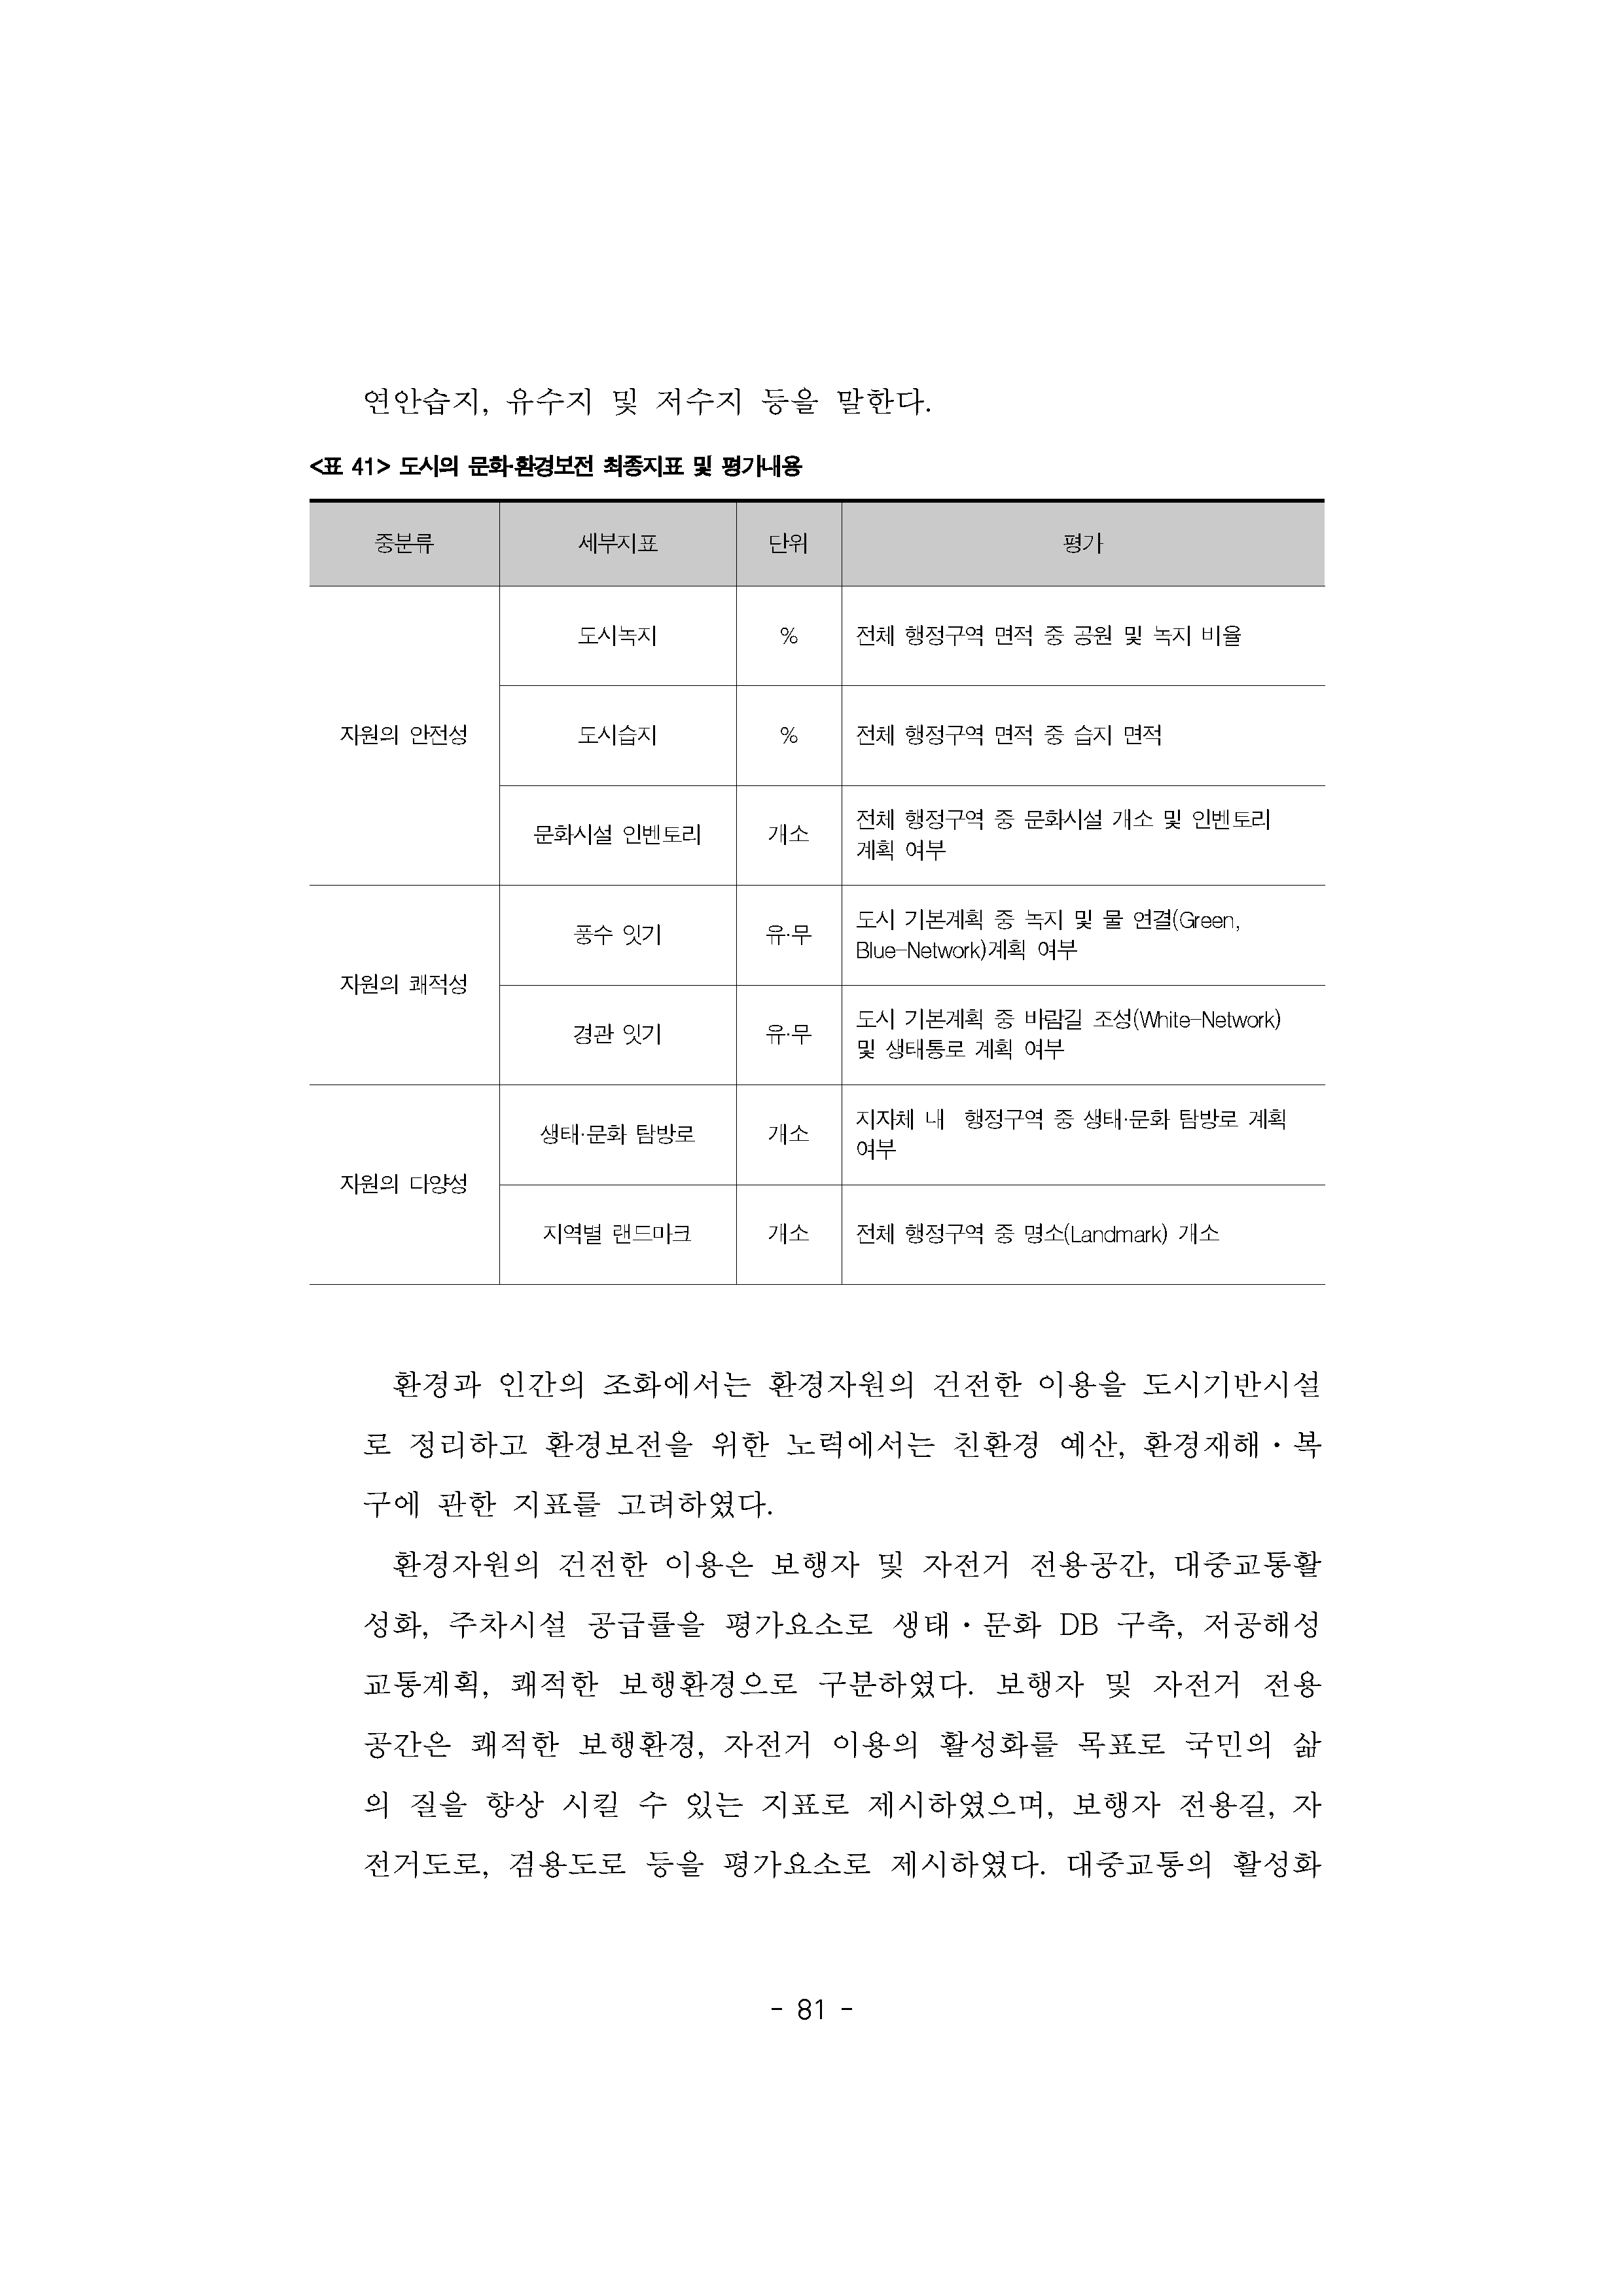 연안습지, 유수지 및 저수지 등을 말한다.
<표 41> 도시의 문화·환경보전 최종지표 및 평가내용
중분류 세부지표 단위 평가
도시녹지 % 전체 행정구역 면적 중 공원 및 녹지 비율
자원의 안전성 도시습지 % 전체 행정구역 면적 중 습지 면적
문화시설 인벤토리 개소 전체 행정구역 중 문화시설 개소 및 인벤토리
계획 여부
풍수 잇기 유·무 도시 기본계획 중 녹지 및 물 연결(Green,
Blue-Network)계획 여부
자원의 쾌적성
경관 잇기 유·무 도시 기본계획 중 바람길 조성(White-Network)
및 생태통로 계획 여부
생태·문화 탐방로 개소 지자체 내 행정구역 중 생태·문화 탐방로 계획
여부
자원의 다양성
지역별 랜드마크 개소 전체 행정구역 중 명소(Landmark) 개소
환경과 인간의 조화에서는 환경자원의 건전한 이용을 도시기반시설
로 정리하고 환경보전을 위한 노력에서는 친환경 예산, 환경재해・복
구에 관한 지표를 고려하였다.
환경자원의 건전한 이용은 보행자 및 자전거 전용공간, 대중교통활
성화, 주차시설 공급률을 평가요소로 생태・문화 DB 구축, 저공해성
교통계획, 쾌적한 보행환경으로 구분하였다. 보행자 및 자전거 전용
공간은 쾌적한 보행환경, 자전거 이용의 활성화를 목표로 국민의 삶
의 질을 향상 시킬 수 있는 지표로 제시하였으며, 보행자 전용길, 자
전거도로, 겸용도로 등을 평가요소로 제시하였다. 대중교통의 활성화
- 81 -